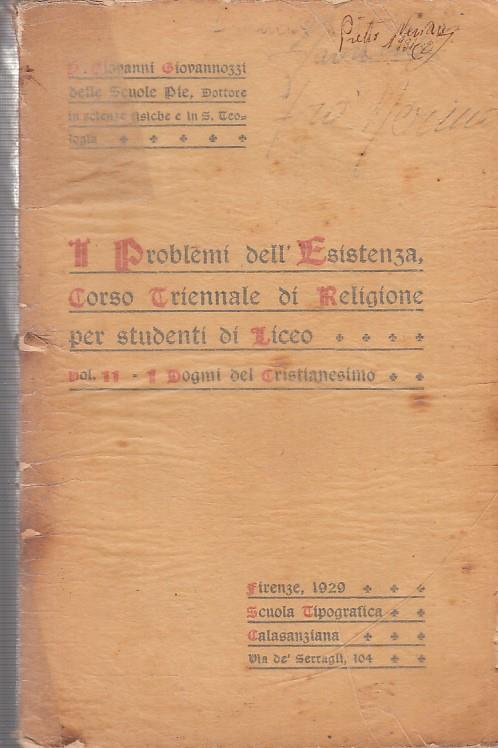 P. Giovanni Giovannozzi
delle Scuole Pie, Dottore
in scienze fisiche e in S. Teo-
logia
I Problemi dell' Esistenza,
Corso Triennale di Religione
per studenti di Liceo
Vol. II - I Dogmi del Cristianesimo
Firenze, 1929
Scuola Tipografica
Calasanziana
Via de' Serragli, 104